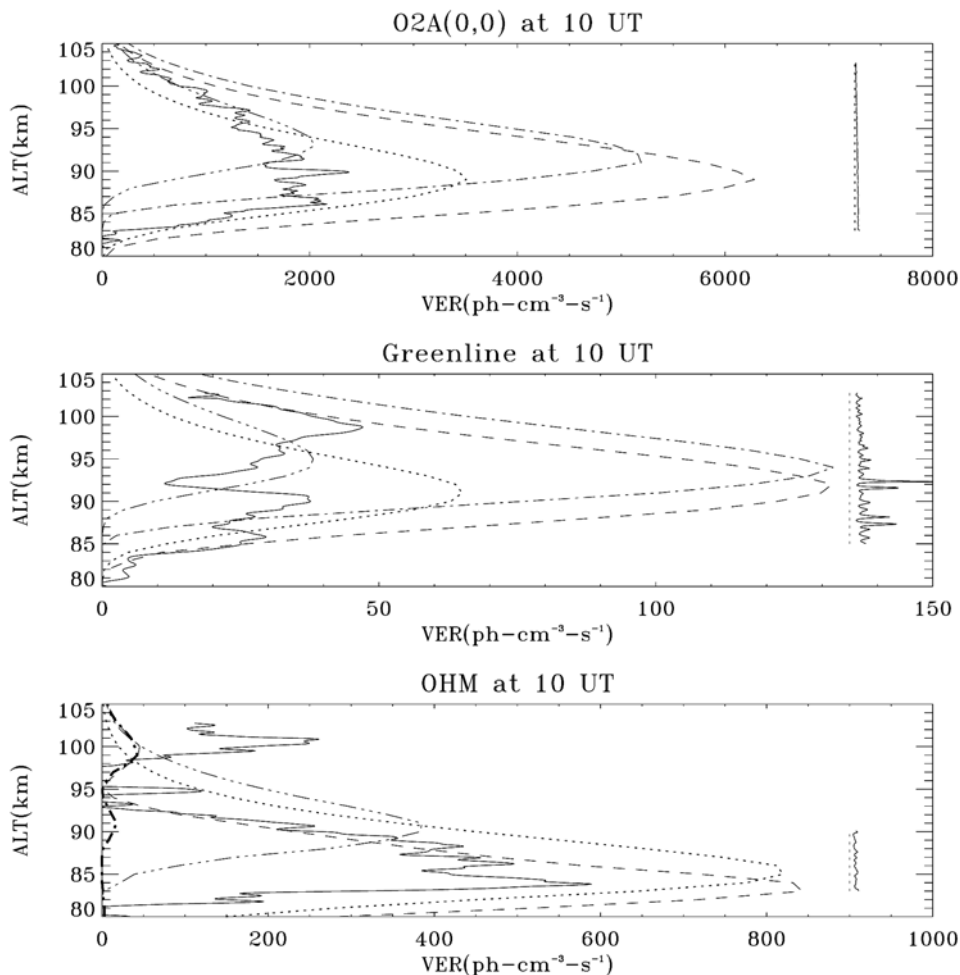 O2A(0,0) at 10 UT
105
100
95
90
85
80
ALT(km)
0 2000 4000 6000 8000
VER(ph-cm⁻³-s⁻¹)
Greenline at 10 UT
105
100
95
90
85
80
ALT(km)
0 50 100 150
VER(ph-cm⁻³-s⁻¹)
OHM at 10 UT
105
100
95
90
85
80
ALT(km)
0 200 400 600 800 1000
VER(ph-cm⁻³-s⁻¹)